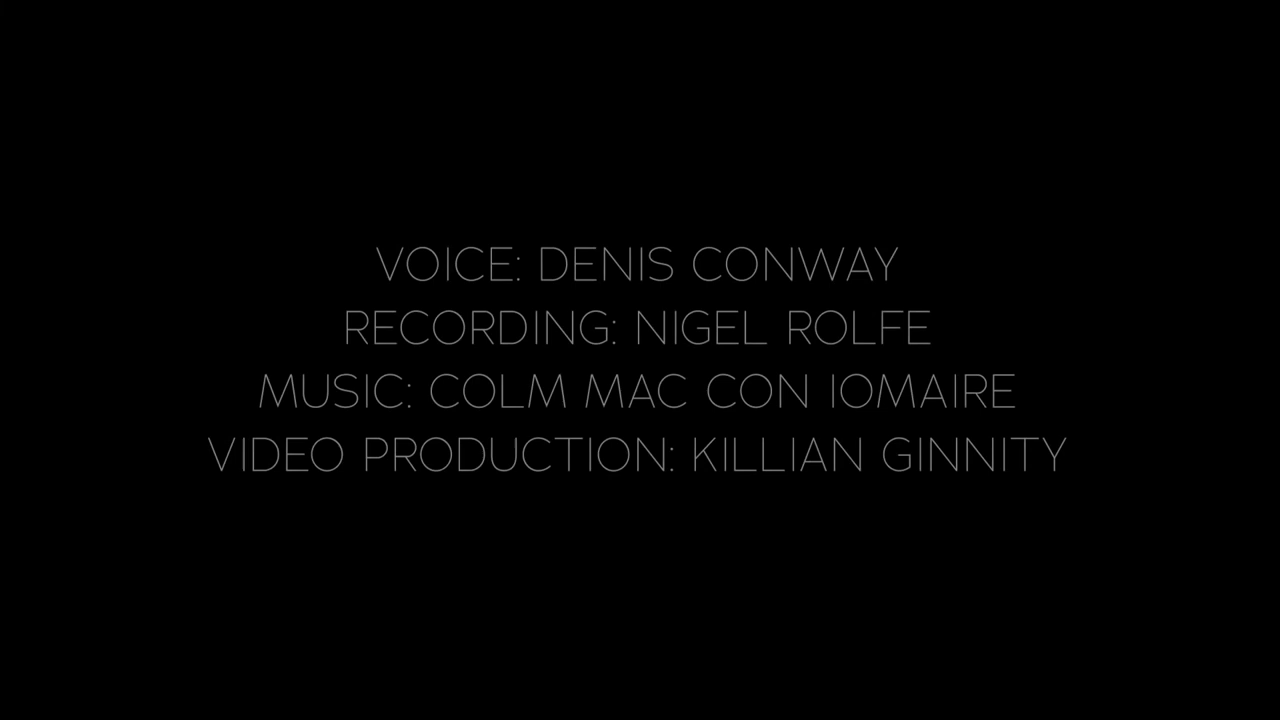 VOICE: DENIS CONWAY
RECORDING: NIGEL ROLFE
MUSIC: COLM MAC CON IOMAIRE
VIDEO PRODUCTION: KILLIAN GINNITY